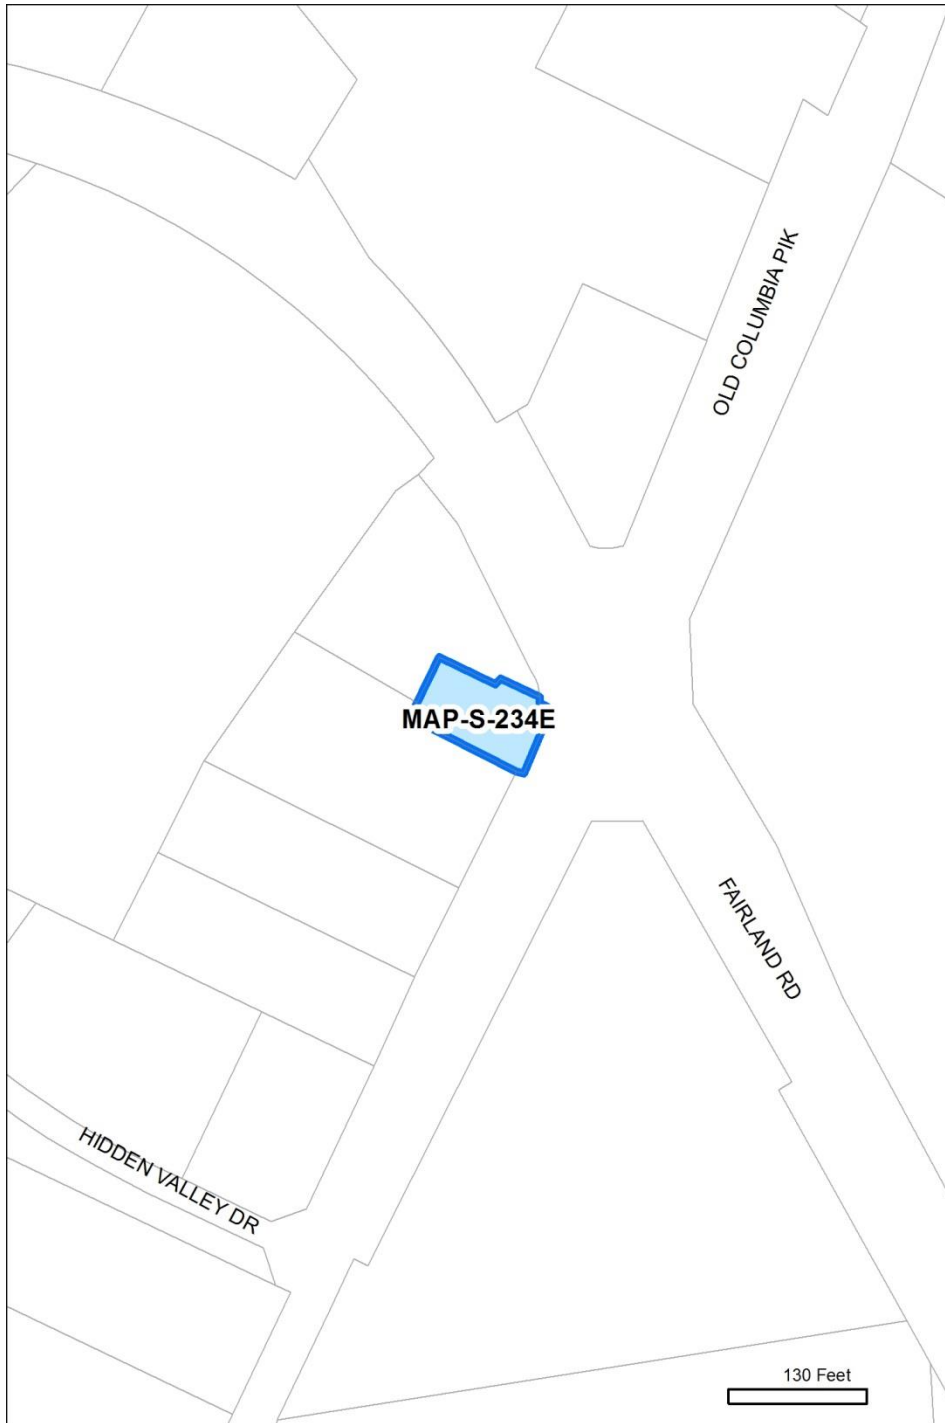 OLD COLUMBIA PIK
MAP-S-234E
FAIRLAND RD
HIDDEN VALLEY DR
130 Feet